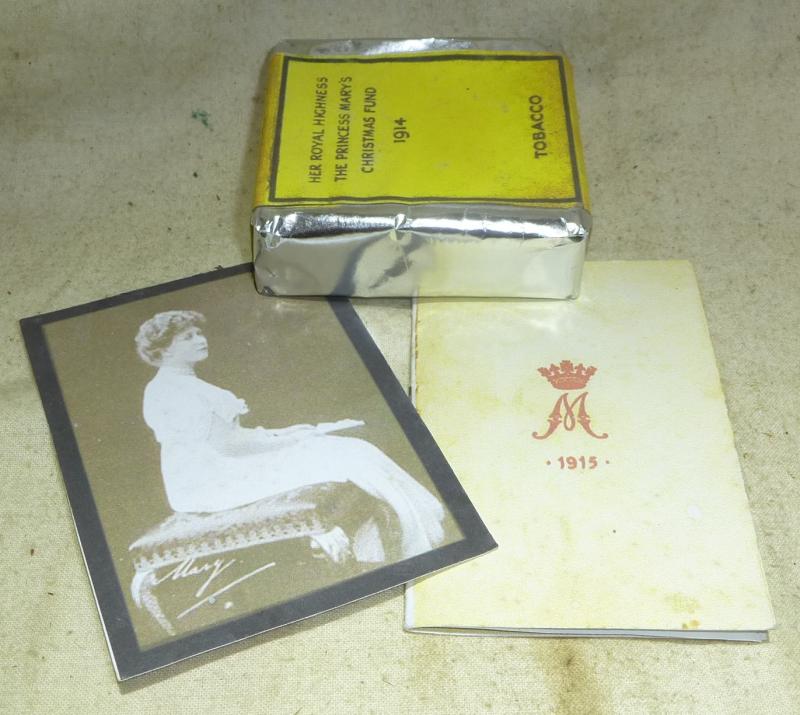 HER ROYAL HIGHNESS
THE PRINCESS MARY'S
CHRISTMAS FUND
1914
TOBACCO
Mary
M
· 1915 ·